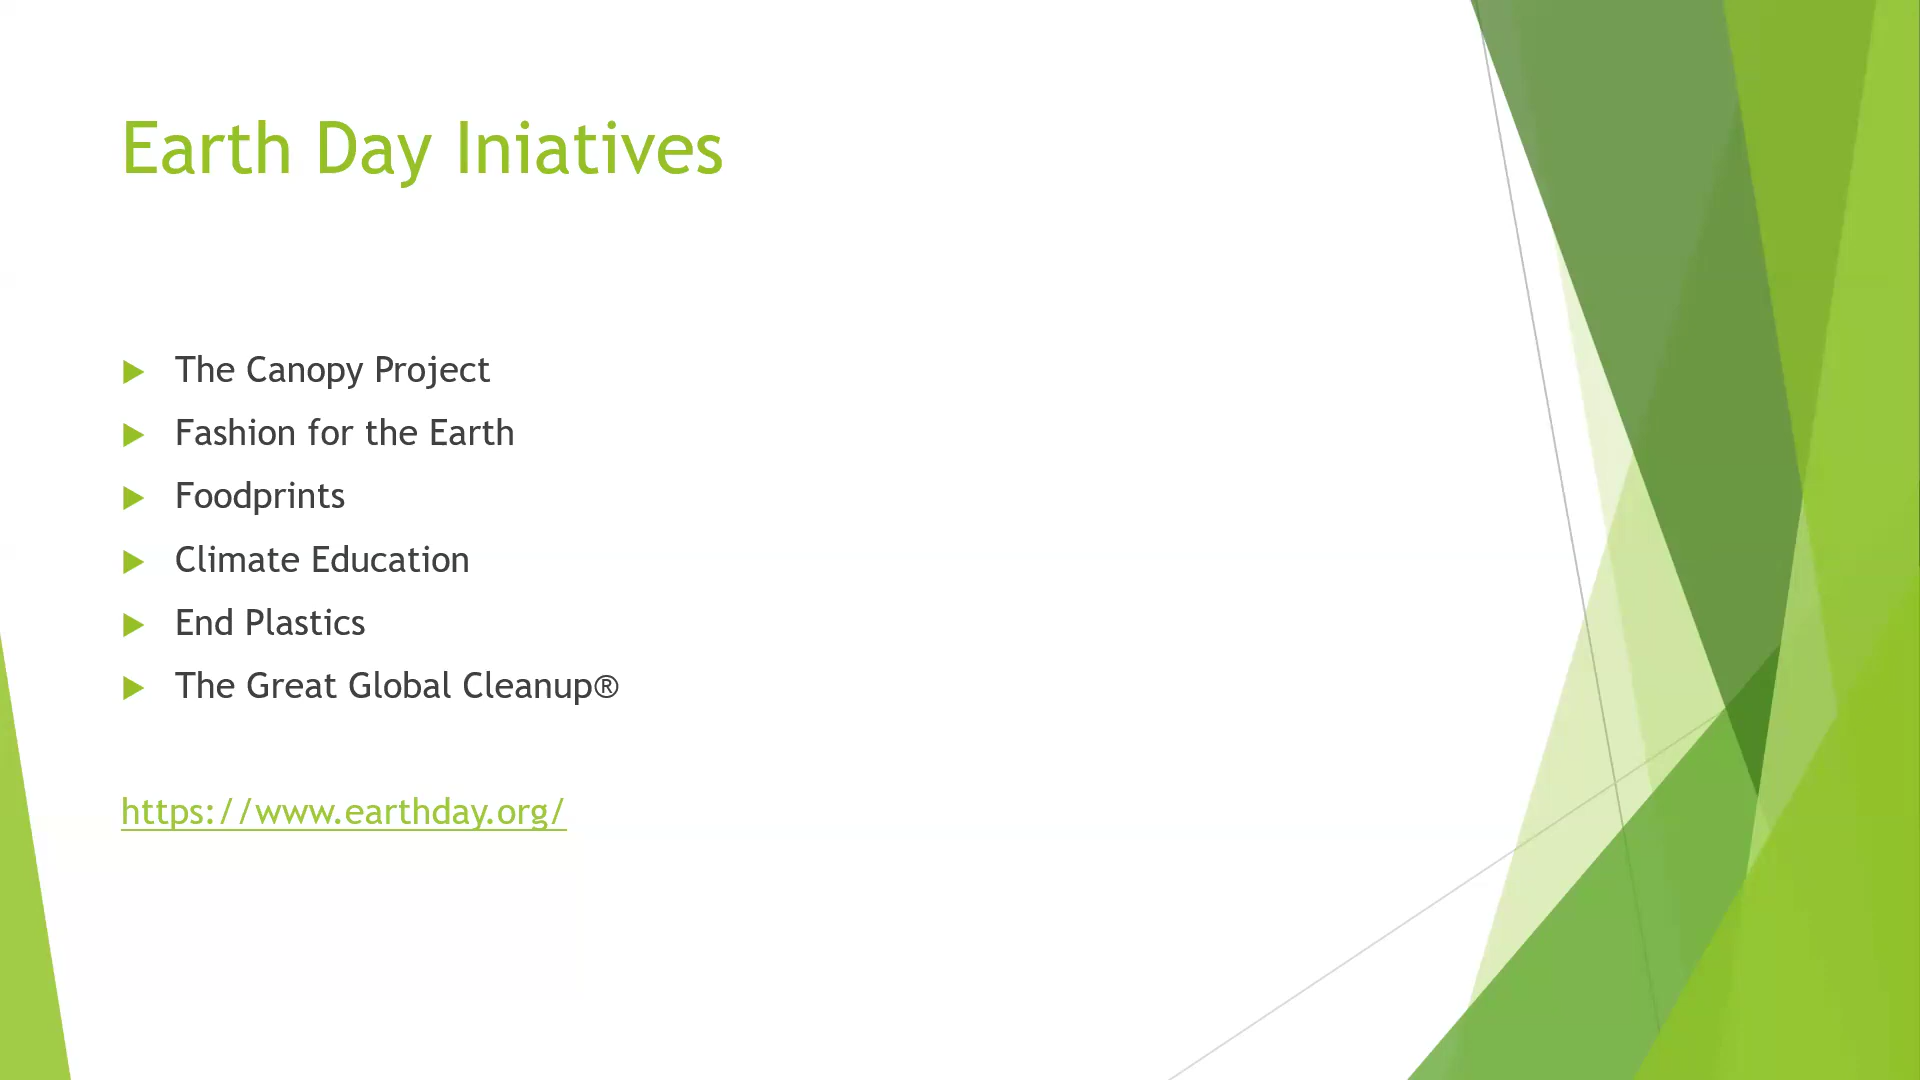 Earth Day Iniatives
The Canopy Project
Fashion for the Earth
Foodprints
Climate Education
End Plastics
The Great Global Cleanup®
https://www.earthday.org/